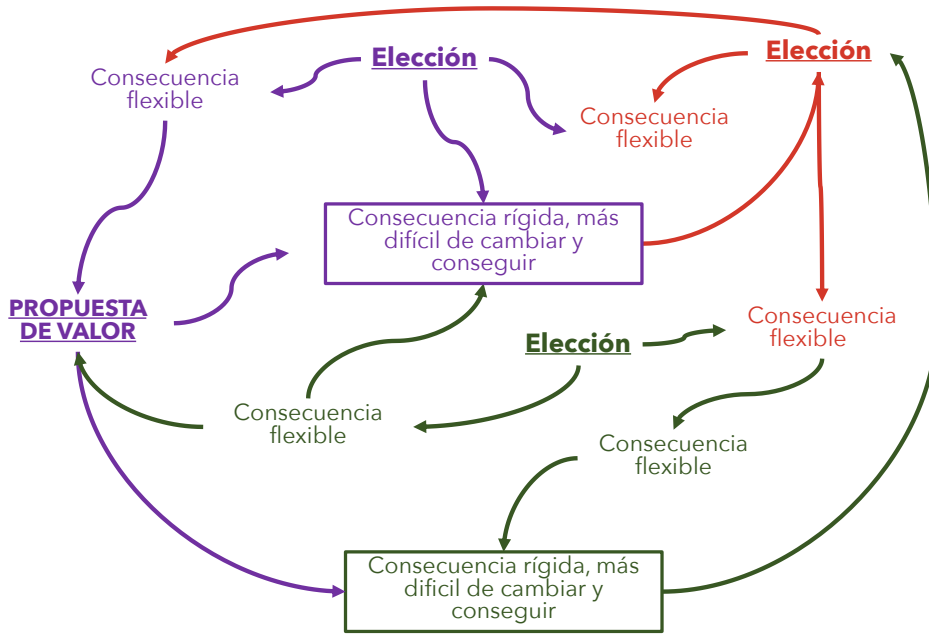 Elección
Elección
Consecuencia
flexible
Consecuencia
flexible
Consecuencia rígida, más
difícil de cambiar y
conseguir
PROPUESTA
DE VALOR
Elección
Consecuencia
flexible
Consecuencia
flexible
Consecuencia
flexible
Consecuencia rígida, más
dificil de cambiar y
conseguir